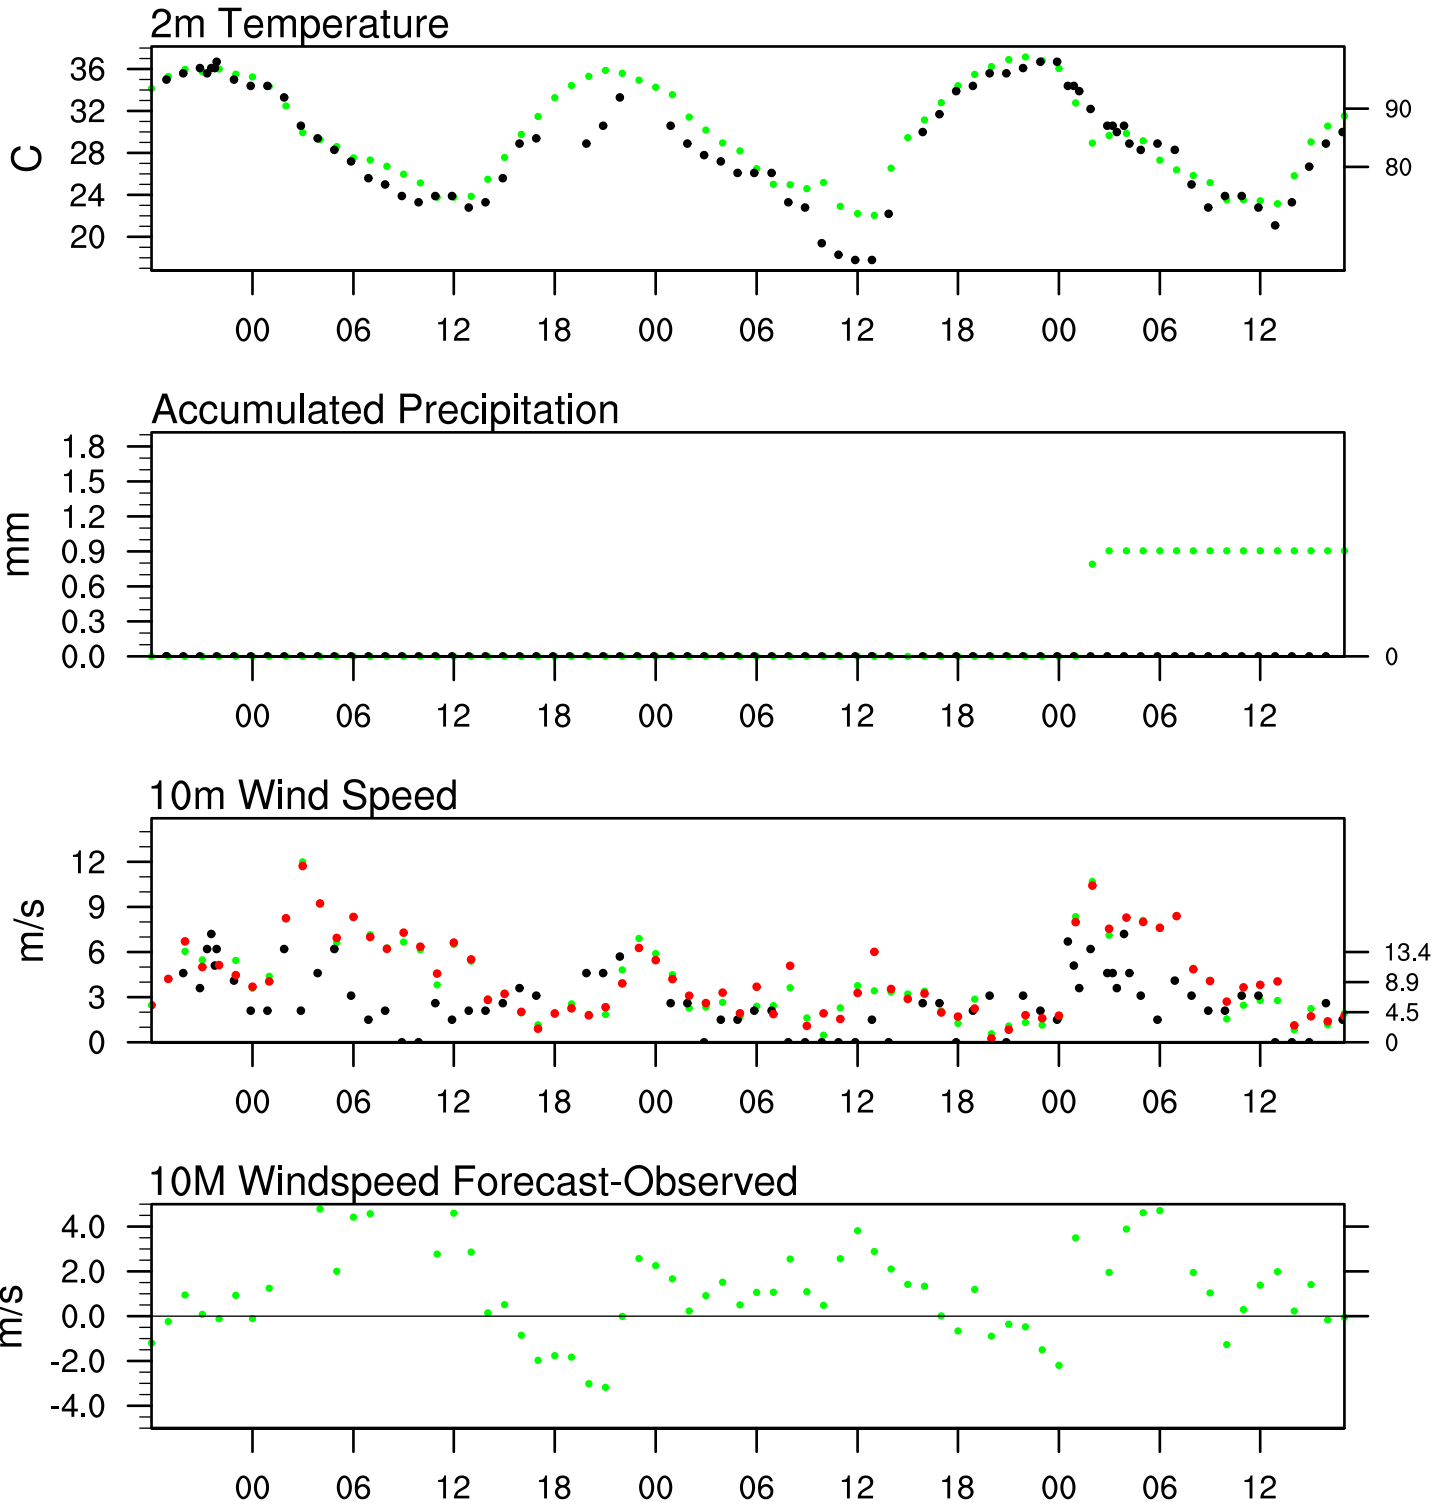 2m Temperature
36
32
28
24
20
C
90
80
00 06 12 18 00 06 12 18 00 06 12
Accumulated Precipitation
1.8
1.5
1.2
0.9
0.6
0.3
0.0
mm
0
00 06 12 18 00 06 12 18 00 06 12
10m Wind Speed
12
9
6
3
0
m/s
13.4
8.9
4.5
0
00 06 12 18 00 06 12 18 00 06 12
10M Windspeed Forecast-Observed
4.0
2.0
0.0
-2.0
-4.0
m/s
00 06 12 18 00 06 12 18 00 06 12